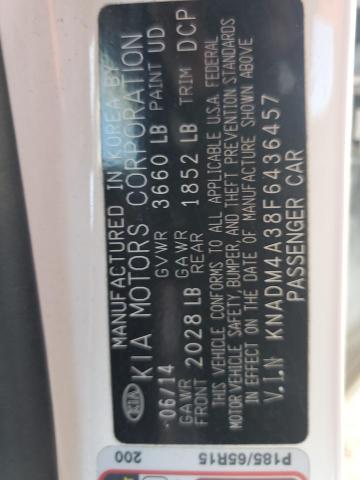 MANUFACTURED IN KOREA BY
KIA KIA MOTORS CORPORATION
06/14 GVWR 3660 LB PAINT UD
GAWR FRONT 2028 LB GAWR REAR 1852 LB TRIM DCP
THIS VEHICLE CONFORMS TO ALL APPLICABLE U.S.A. FEDERAL
MOTOR VEHICLE SAFETY, BUMPER, AND THEFT PREVENTION STANDARDS
IN EFFECT ON THE DATE OF MANUFACTURE SHOWN ABOVE
V.I.N KNADM4A38F6436457
PASSENGER CAR
200 P185/65R15